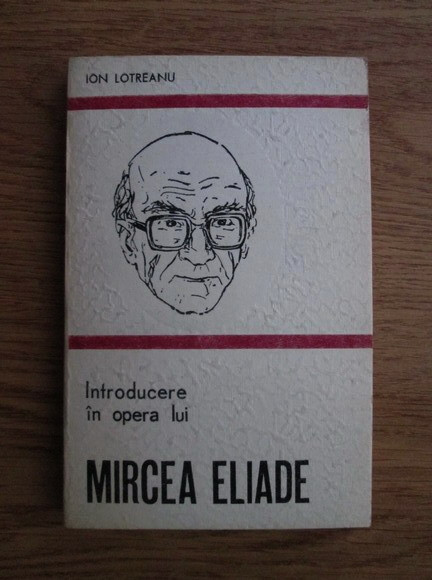 ION LOTREANU
Introducere
în opera lui
MIRCEA ELIADE